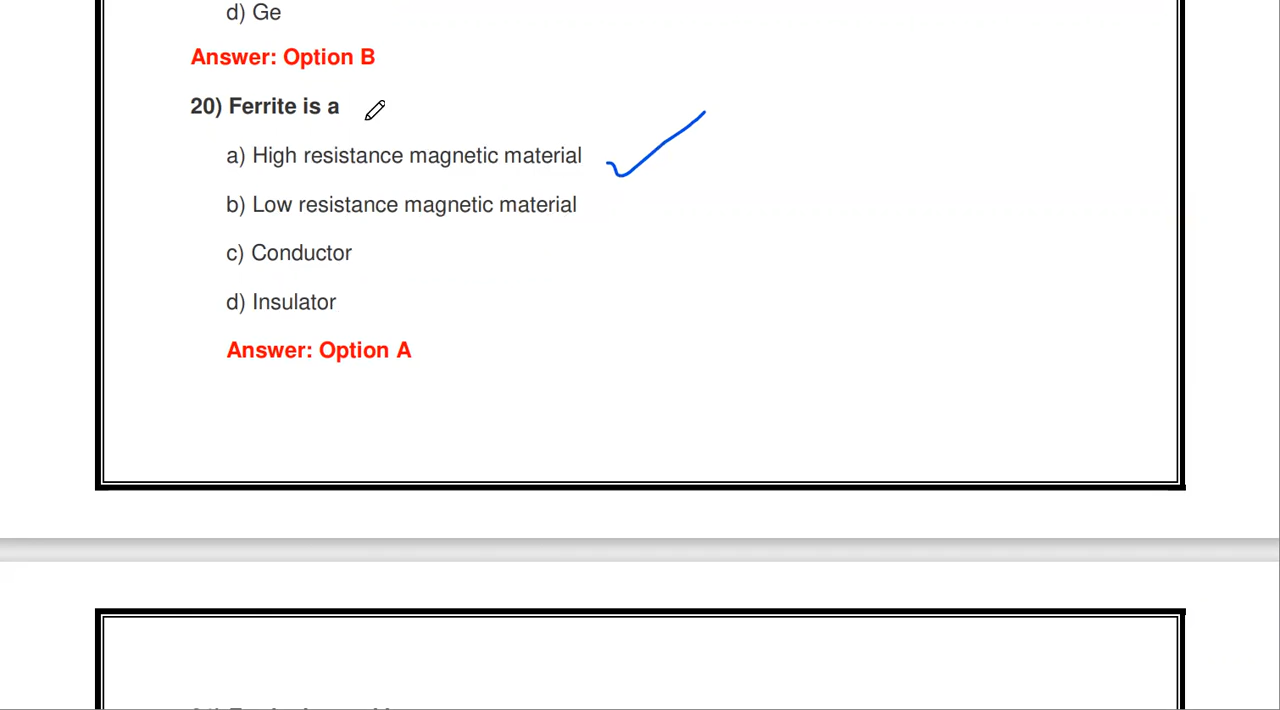 d) Ge
Answer: Option B
20) Ferrite is a
a) High resistance magnetic material
b) Low resistance magnetic material
c) Conductor
d) Insulator
Answer: Option A